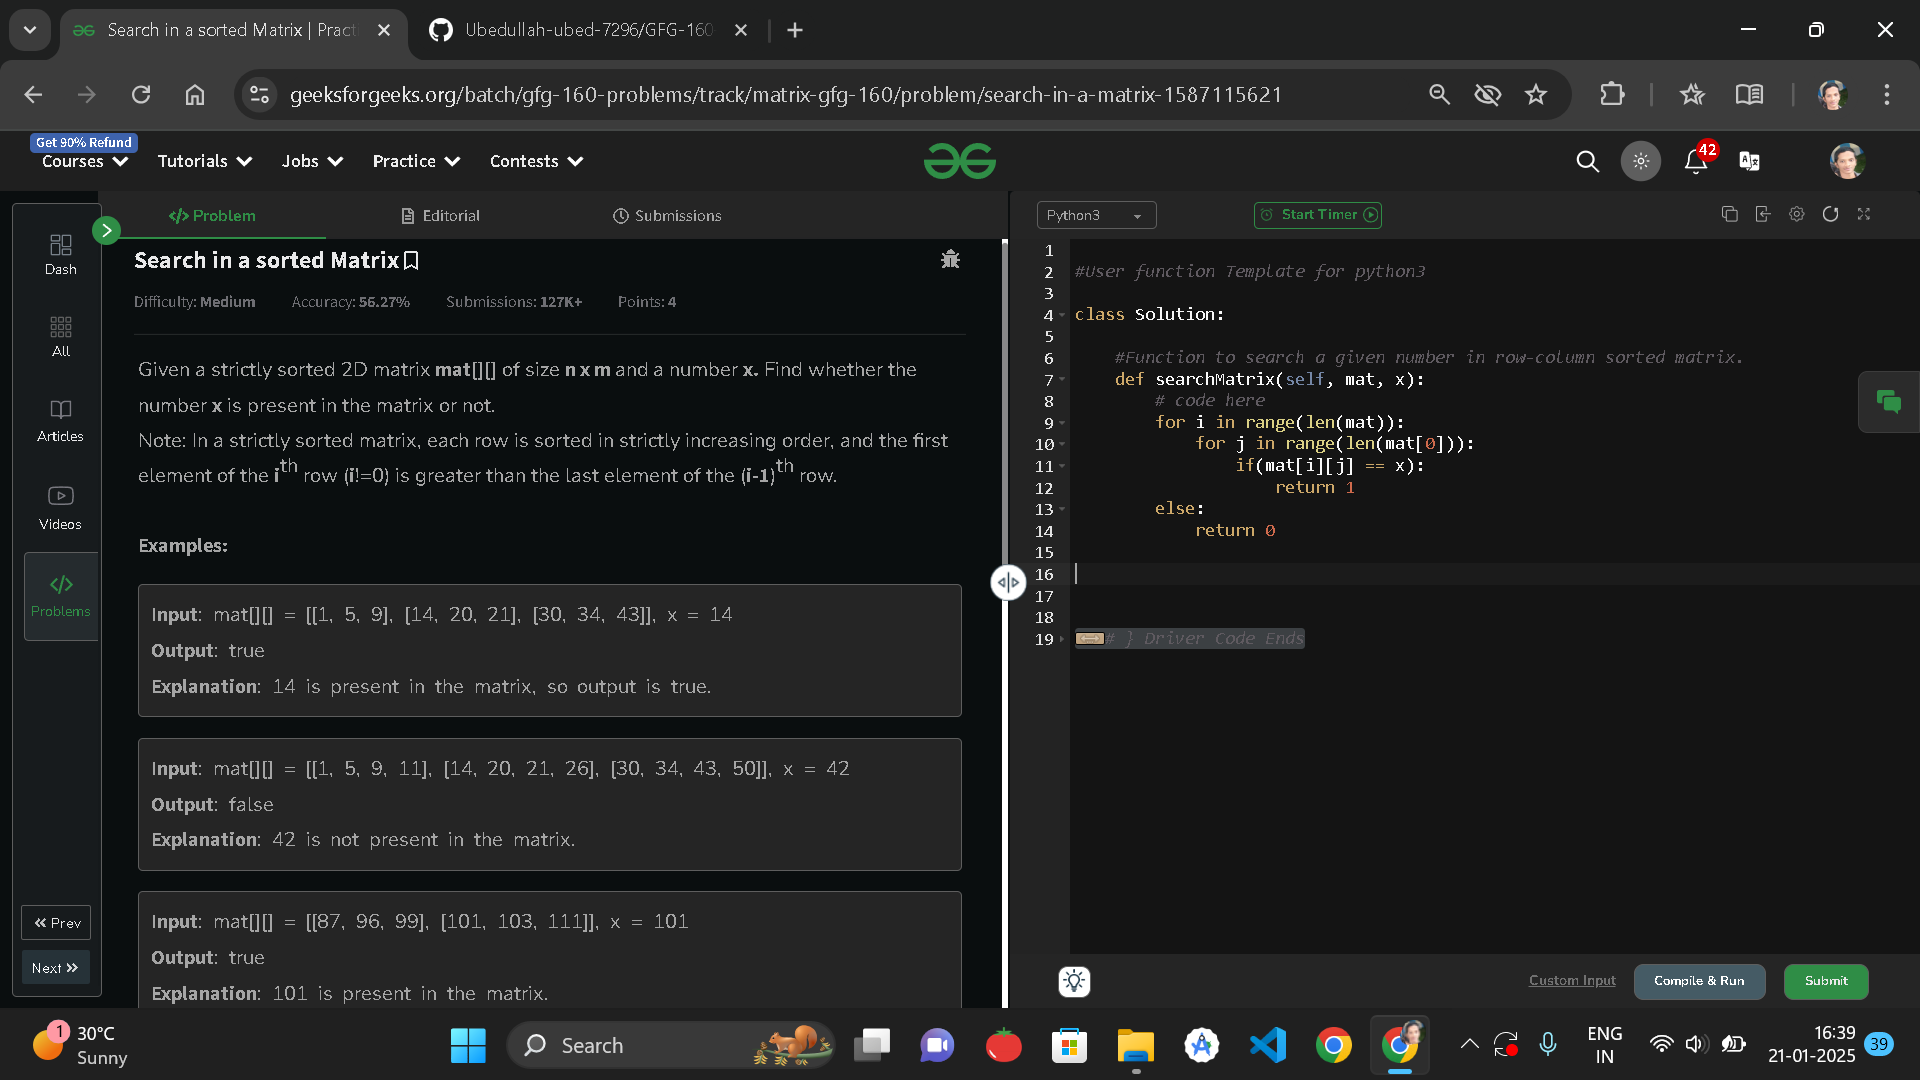 Search in a sorted Matrix | Pract
Ubedullah-ubed-7296/GFG-160
geeksforgeeks.org/batch/gfg-160-problems/track/matrix-gfg-160/problem/search-in-a-matrix-1587115621
Get 90% Refund
Courses
Tutorials
Jobs
Practice
Contests
42
Problem
Editorial
Submissions
Python3
Start Timer
Dash
All
Articles
Videos
Problems
Prev
Next
Search in a sorted Matrix
Difficulty: Medium
Accuracy: 56.27%
Submissions: 127K+
Points: 4
Given a strictly sorted 2D matrix mat[][] of size n x m and a number x. Find whether the
number x is present in the matrix or not.
Note: In a strictly sorted matrix, each row is sorted in strictly increasing order, and the first
element of the ith row (i!=0) is greater than the last element of the (i-1)th row.
Examples:
Input: mat[][] = [[1, 5, 9], [14, 20, 21], [30, 34, 43]], x = 14
Output: true
Explanation: 14 is present in the matrix, so output is true.
Input: mat[][] = [[1, 5, 9, 11], [14, 20, 21, 26], [30, 34, 43, 50]], x = 42
Output: false
Explanation: 42 is not present in the matrix.
Input: mat[][] = [[87, 96, 99], [101, 103, 111]], x = 101
Output: true
Explanation: 101 is present in the matrix.
1
2 #User function Template for python3
3
4 class Solution:
5
6 #Function to search a given number in row-column sorted matrix.
7 def searchMatrix(self, mat, x):
8 # code here
9 for i in range(len(mat)):
10 for j in range(len(mat[0])):
11 if(mat[i][j] == x):
12 return 1
13 else:
14 return 0
15
16
17
18
19 # } Driver Code Ends
Custom Input
Compile & Run
Submit
1
30°C
Sunny
Search
ENG
IN
16:39
21-01-2025
39